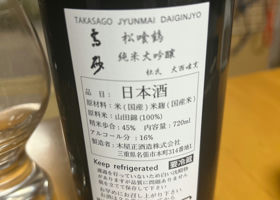 TAKASAGO JYUNMAI DAIGINJYO
高砂
松喰鶴
純米大吟醸
杜氏 大西唯克
品目：日本酒
原材料：米(国産)米麹(国産米)
原料米：山田錦(100%)
精米歩合：45% 内容量：720ml
アルコール分：16%
製造者：木屋正酒造株式会社
三重県名張市本町314番地1
Keep refrigerated
要冷蔵